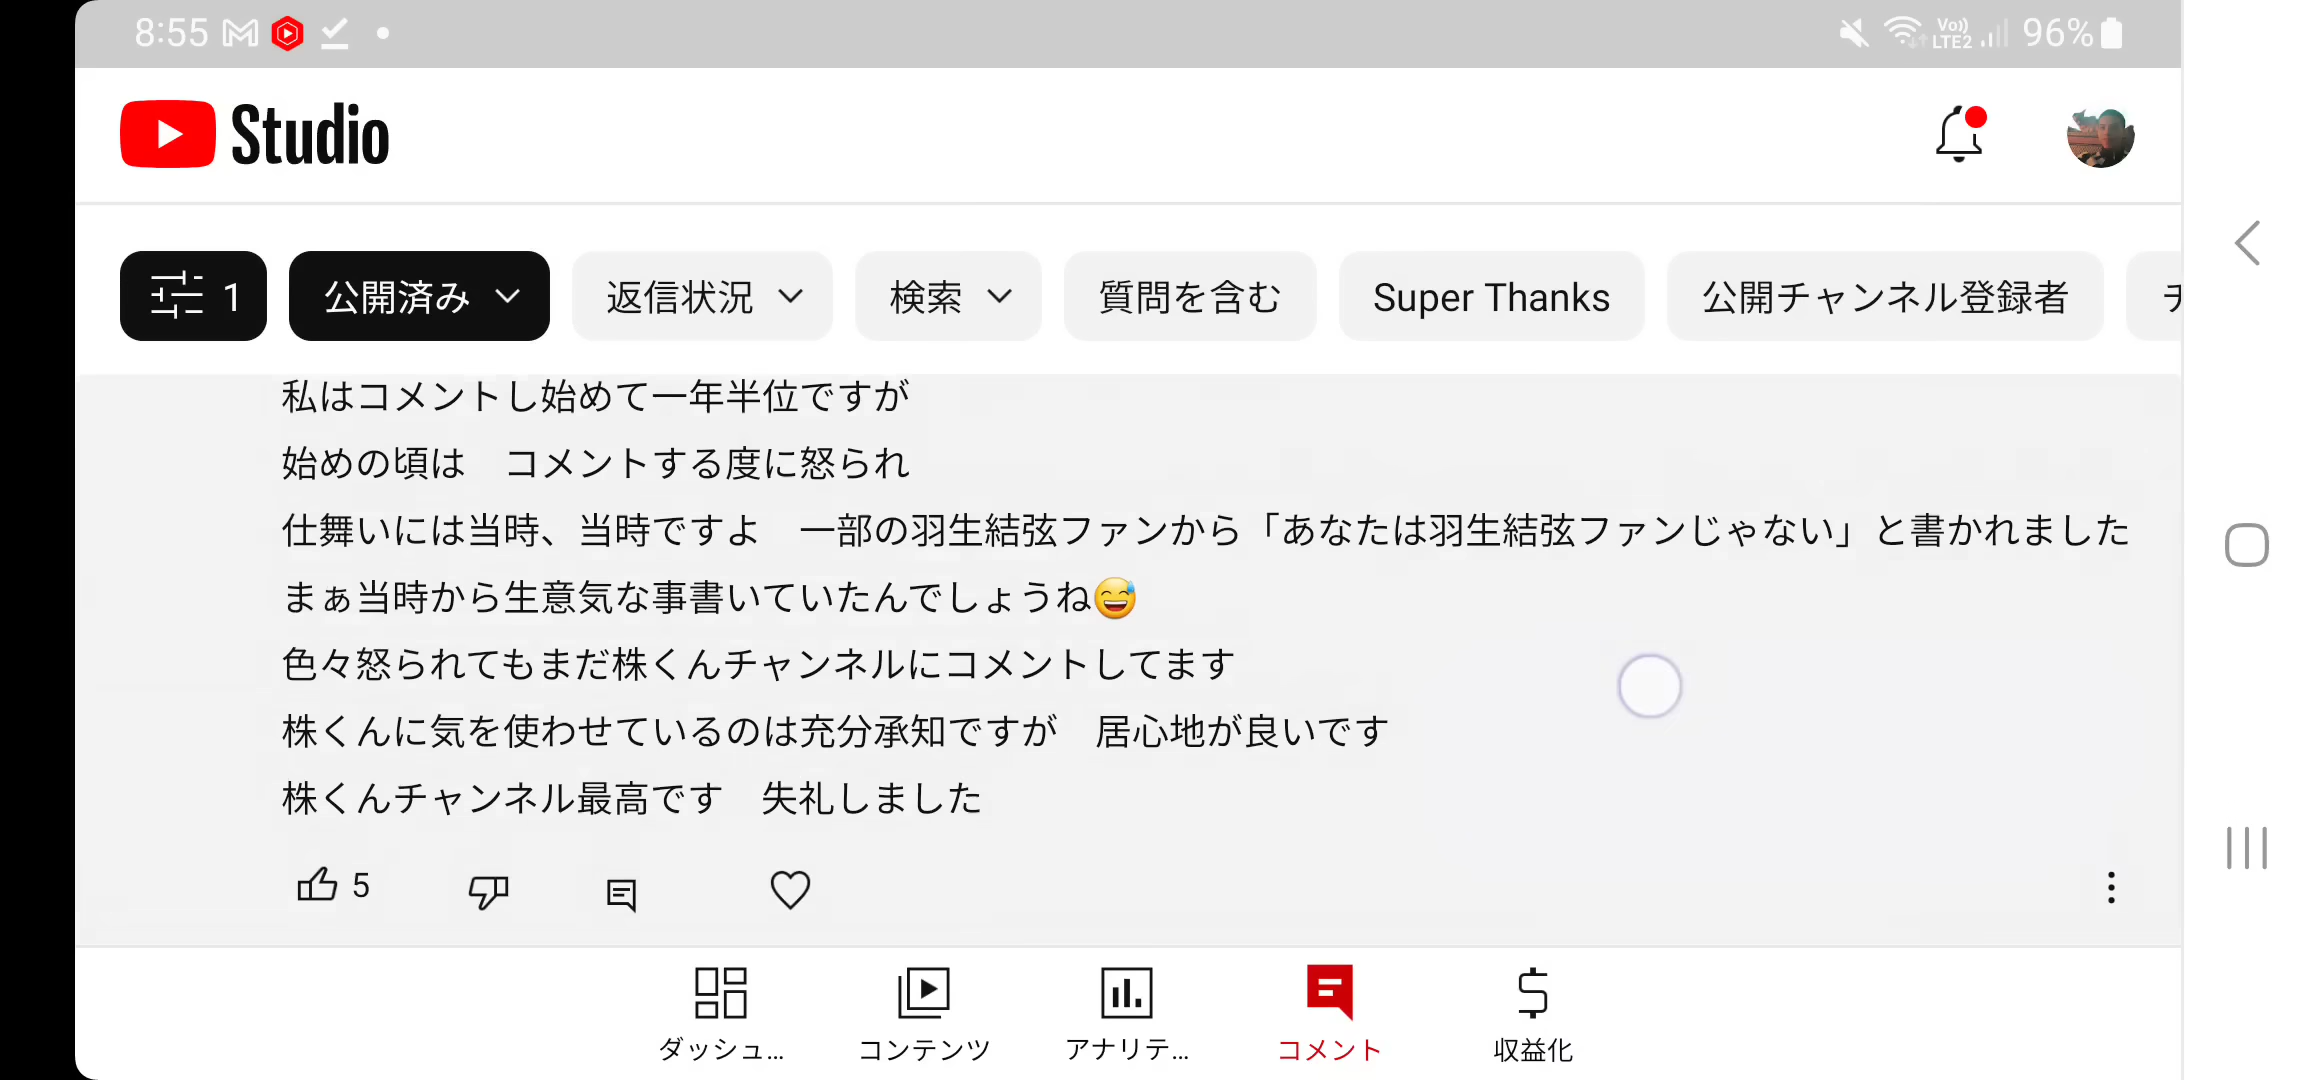 8:55
Vo)) LTE2 96%
Studio
1 公開済み 返信状況 検索 質問を含む Super Thanks 公開チャンネル登録者 チ
私はコメントし始めて一年半位ですが
始めの頃は　コメントする度に怒られ
仕舞いには当時、当時ですよ　一部の羽生結弦ファンから「あなたは羽生結弦ファンじゃない」と書かれました
まぁ当時から生意気な事書いていたんでしょうね😅
色々怒られてもまだ株くんチャンネルにコメントしてます
株くんに気を使わせているのは充分承知ですが　居心地が良いです
株くんチャンネル最高です　失礼しました
5
ダッシュ... コンテンツ アナリテ... コメント 収益化